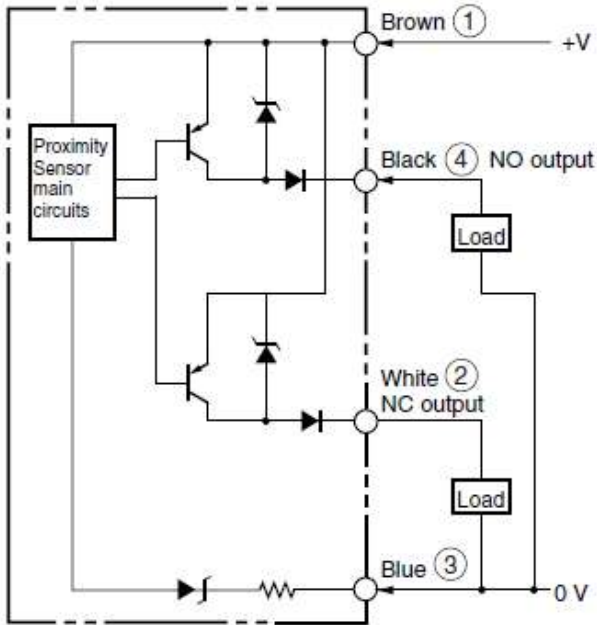 Brown ①
+V
Proximity
Sensor
main
circuits
Black ④ NO output
Load
White ②
NC output
Load
Blue ③
0 V